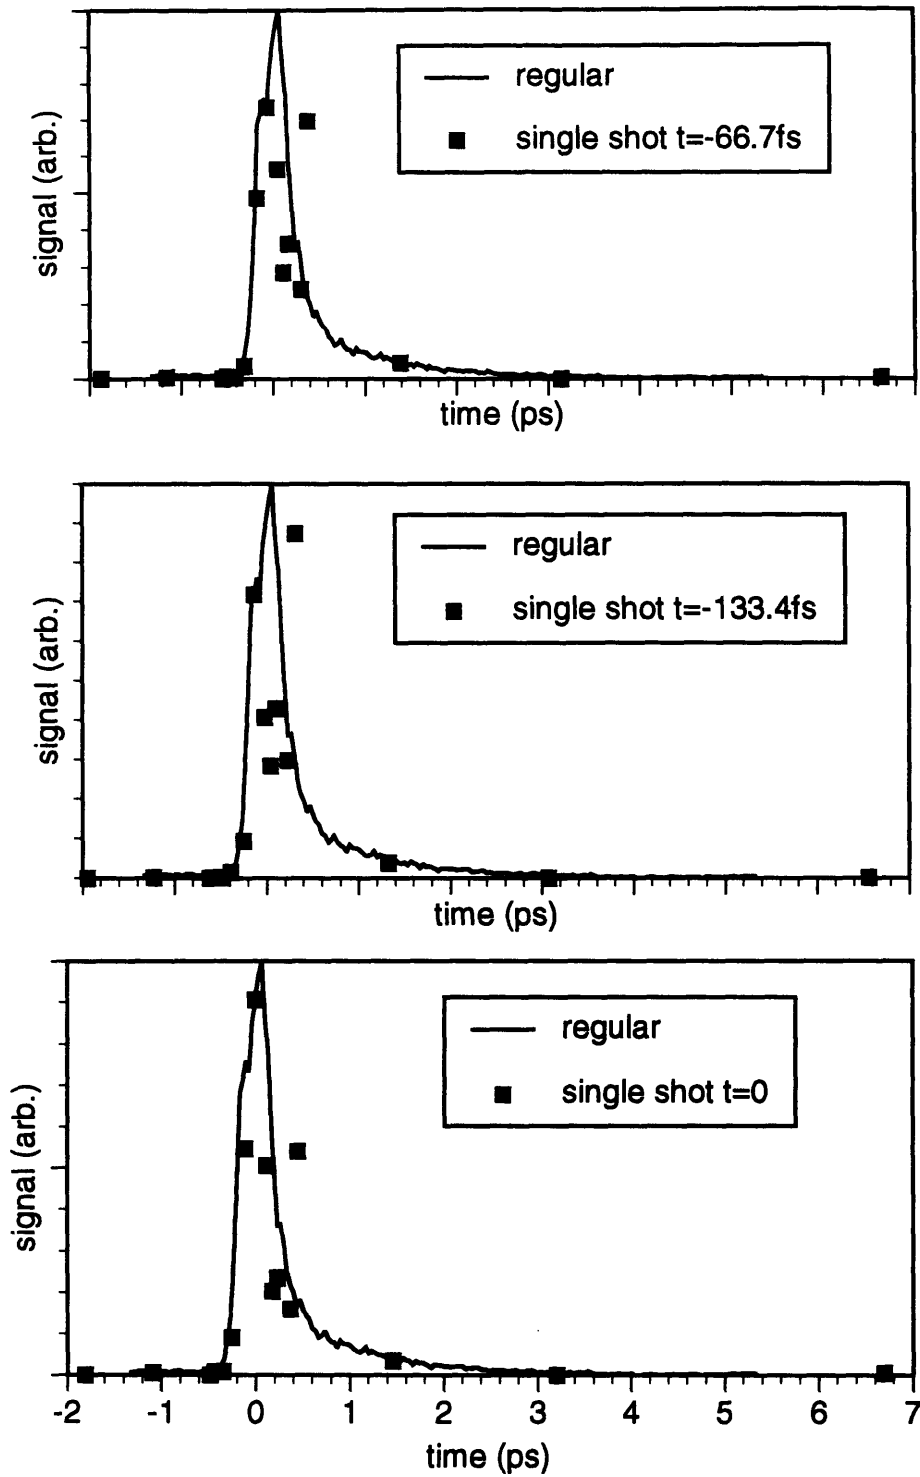 signal (arb.)
regular
single shot t=-66.7fs
time (ps)
signal (arb.)
regular
single shot t=-133.4fs
time (ps)
signal (arb.)
regular
single shot t=0
-2 -1 0 1 2 3 4 5 6 7
time (ps)